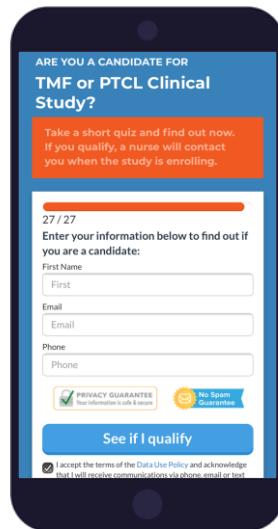 ARE YOU A CANDIDATE FOR
TMF or PTCL Clinical
Study?
Take a short quiz and find out now.
If you qualify, a nurse will contact
you when the study is enrolling.
27 / 27
Enter your information below to find out if
you are a candidate:
First Name
First
Email
Email
Phone
Phone
PRIVACY GUARANTEE
Your information is safe & secure
No Spam
Guarantee
See if I qualify
I accept the terms of the Data Use Policy and acknowledge
that I will receive communications via phone, email or text